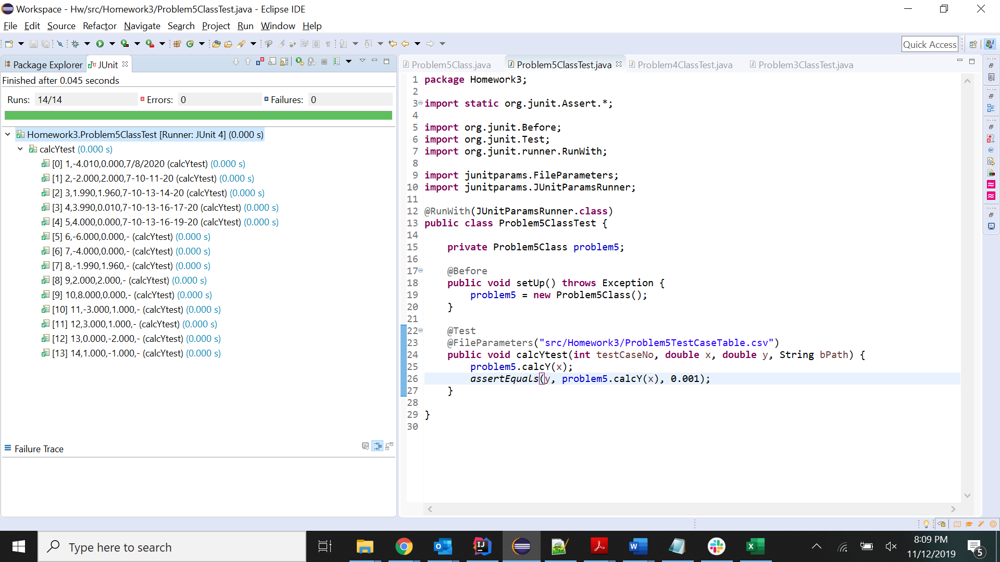 Workspace - Hw/src/Homework3/Problem5ClassTest.java - Eclipse IDE
File Edit Source Refactor Navigate Search Project Run Window Help
Quick Access
Package Explorer JUnit
Finished after 0.045 seconds
Runs: 14/14 Errors: 0 Failures: 0
Homework3.Problem5ClassTest [Runner: JUnit 4] (0.000 s)
calcYtest (0.000 s)
[0] 1,-4.010,0.000,7/8/2020 (calcYtest) (0.000 s)
[1] 2,-2.000,2.000,7-10-11-20 (calcYtest) (0.000 s)
[2] 3,1.990,1.960,7-10-13-14-20 (calcYtest) (0.000 s)
[3] 4,3.990,0.010,7-10-13-16-17-20 (calcYtest) (0.000 s)
[4] 5,4.000,0.000,7-10-13-16-19-20 (calcYtest) (0.000 s)
[5] 6,-6.000,0.000,- (calcYtest) (0.000 s)
[6] 7,-4.000,0.000,- (calcYtest) (0.000 s)
[7] 8,-1.990,1.960,- (calcYtest) (0.000 s)
[8] 9,2.000,2.000,- (calcYtest) (0.000 s)
[9] 10,8.000,0.000,- (calcYtest) (0.000 s)
[10] 11,-3.000,1.000,- (calcYtest) (0.000 s)
[11] 12,3.000,1.000,- (calcYtest) (0.000 s)
[12] 13,0.000,-2.000,- (calcYtest) (0.000 s)
[13] 14,1.000,-1.000,- (calcYtest) (0.000 s)
Failure Trace
Problem5Class.java Problem5ClassTest.java Problem4ClassTest.java Problem3ClassTest.java
1 package Homework3;
2
3 import static org.junit.Assert.*;
4
5 import org.junit.Before;
6 import org.junit.Test;
7 import org.junit.runner.RunWith;
8
9 import junitparams.FileParameters;
10 import junitparams.JUnitParamsRunner;
11
12 @RunWith(JUnitParamsRunner.class)
13 public class Problem5ClassTest {
14
15 private Problem5Class problem5;
16
17 @Before
18 public void setUp() throws Exception {
19 problem5 = new Problem5Class();
20 }
21
22 @Test
23 @FileParameters("src/Homework3/Problem5TestCaseTable.csv")
24 public void calcYtest(int testCaseNo, double x, double y, String bPath) {
25 problem5.calcY(x);
26 assertEquals(y, problem5.calcY(x), 0.001);
27 }
28
29 }
30
Type here to search
8:09 PM
11/12/2019
5